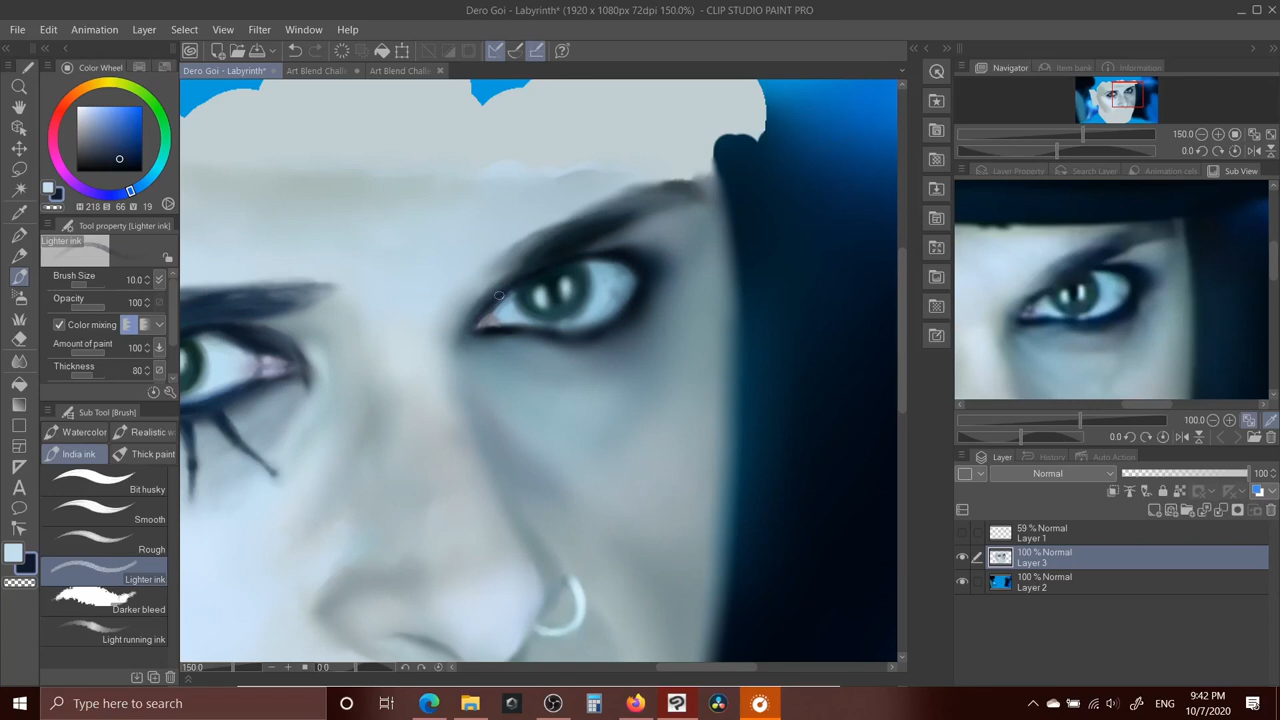 Dero Goi - Labyrinth* (1920 x 1080px 72dpi 150.0%) - CLIP STUDIO PAINT PRO
File Edit Animation Layer Select View Filter Window Help
Color Wheel
Dero Goi - Labyrinth* Art Blend Challe Art Blend Challe
Navigator Item bank Information
150.0
0.0
H 218 S 66 V 19
Layer Property Search Layer Animation cels Sub View
Tool property [Lighter ink]
Lighter ink
Brush Size 10.0
Opacity 100
Color mixing
Amount of paint 100
Thickness 80
Sub Tool [Brush]
Watercolor Realistic w
India ink Thick paint
Bit husky
Smooth
Rough
Lighter ink
Darker bleed
Light running ink
100.0
0.0
Layer History Auto Action
Normal 100
59 % Normal
Layer 1
100 % Normal
Layer 3
100 % Normal
Layer 2
150.0 0.0
Type here to search
ENG
9:42 PM
10/7/2020